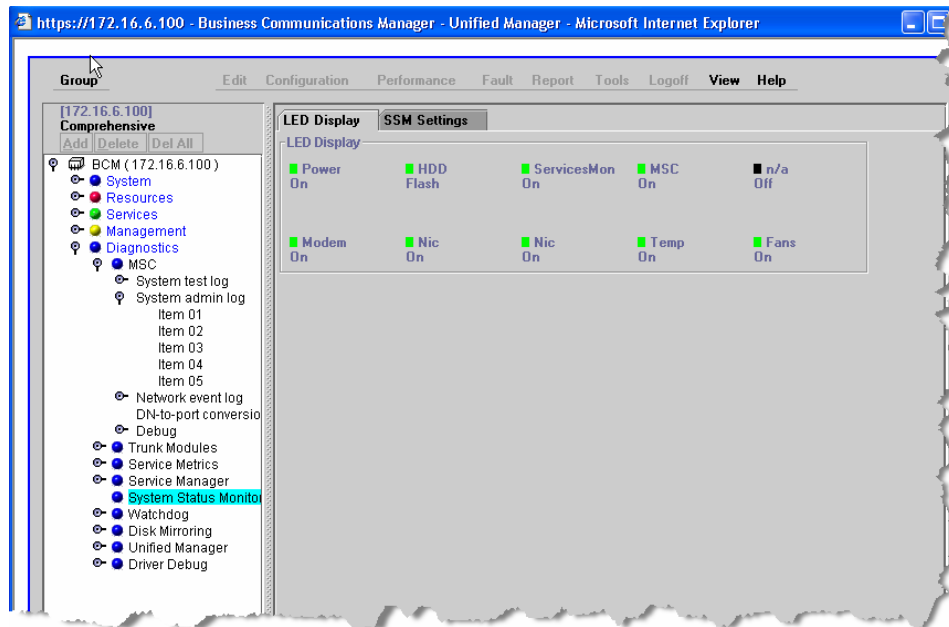 https://172.16.6.100 - Business Communications Manager - Unified Manager - Microsoft Internet Explorer
Group Edit Configuration Performance Fault Report Tools Logoff View Help
[172.16.6.100]
Comprehensive
Add Delete Del All
BCM ( 172.16.6.100 )
System
Resources
Services
Management
Diagnostics
MSC
System test log
System admin log
Item 01
Item 02
Item 03
Item 04
Item 05
Network event log
DN-to-port conversio
Debug
Trunk Modules
Service Metrics
Service Manager
System Status Monitor
Watchdog
Disk Mirroring
Unified Manager
Driver Debug
LED Display SSM Settings
LED Display
Power HDD ServicesMon MSC n/a
On Flash On On Off
Modem Nic Nic Temp Fans
On On On On On